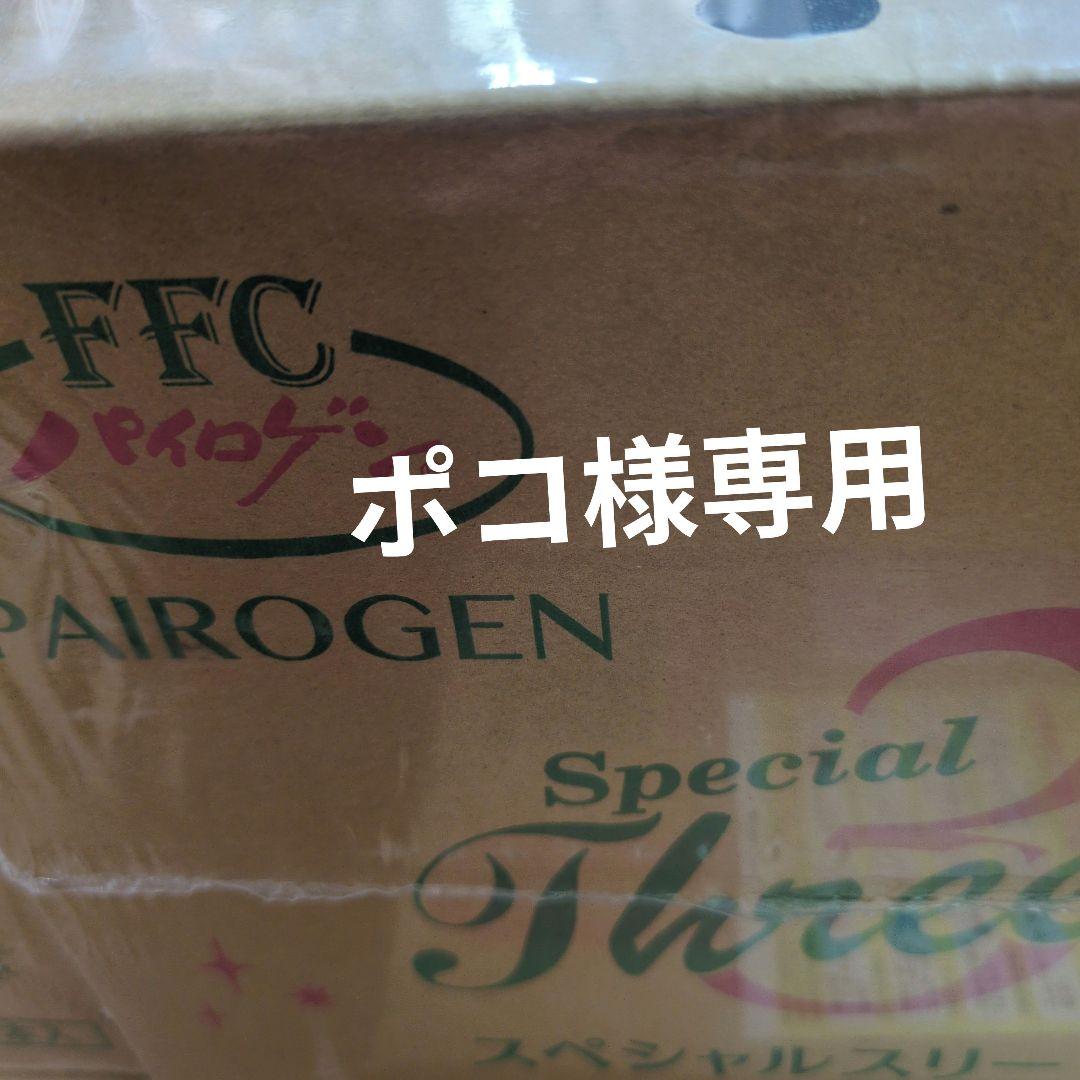 FFC
パイロゲン
ポコ様専用
PAIROGEN
Special
Three
スペシャルスリー